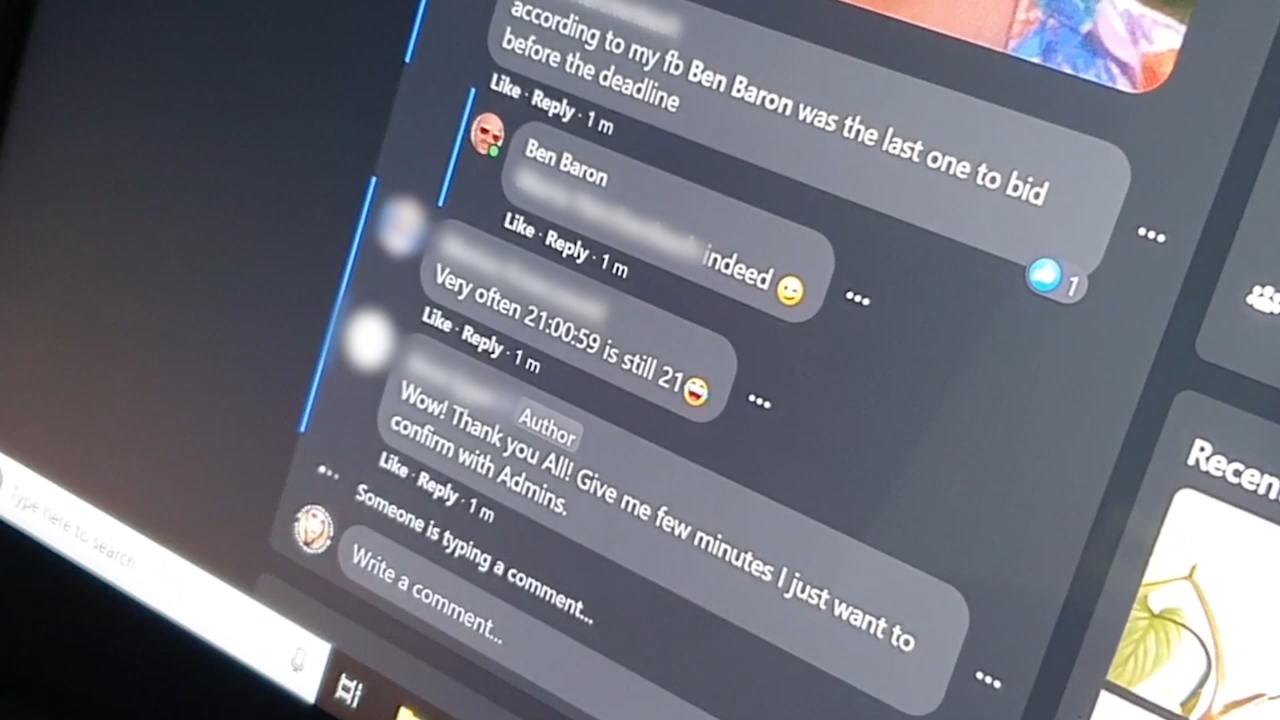 according to my fb Ben Baron was the last one to bid
before the deadline
Like · Reply · 1 m
1
Ben Baron
indeed 😉
Like · Reply · 1 m
Very often 21:00:59 is still 21😂
Like · Reply · 1 m
Author
Wow! Thank you All! Give me few minutes I just want to
confirm with Admins.
Like · Reply · 1 m
Someone is typing a comment...
Write a comment...
Type here to search
Recen